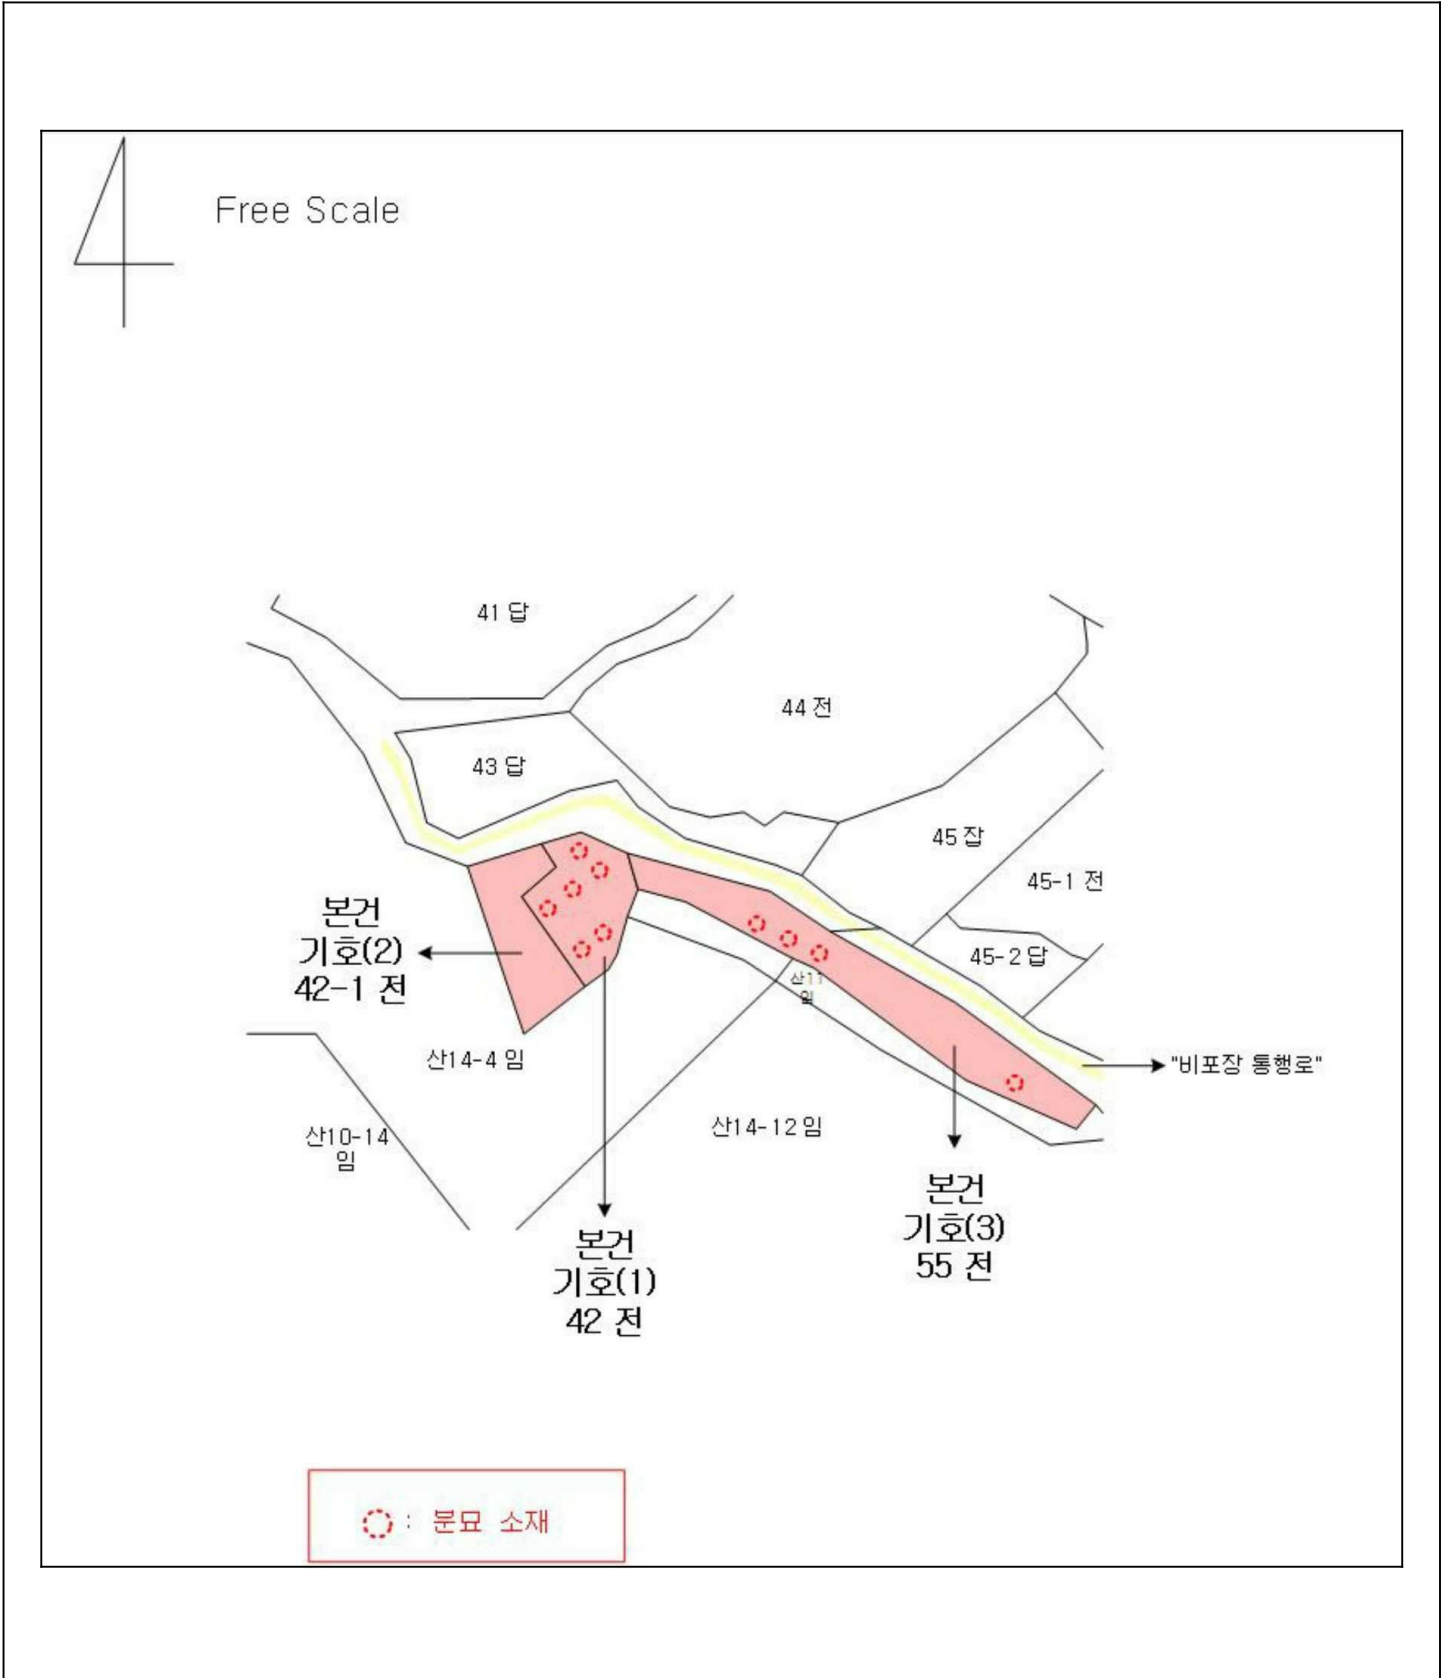 Free Scale
41 답
44 전
43 답
45 잡
45-1 전
45-2 답
본건
기호(2)
42-1 전
산11
임
산14-4 임
"비포장 통행로"
산10-14
임
산14-12 임
본건
기호(3)
55 전
본건
기호(1)
42 전
: 분묘 소재